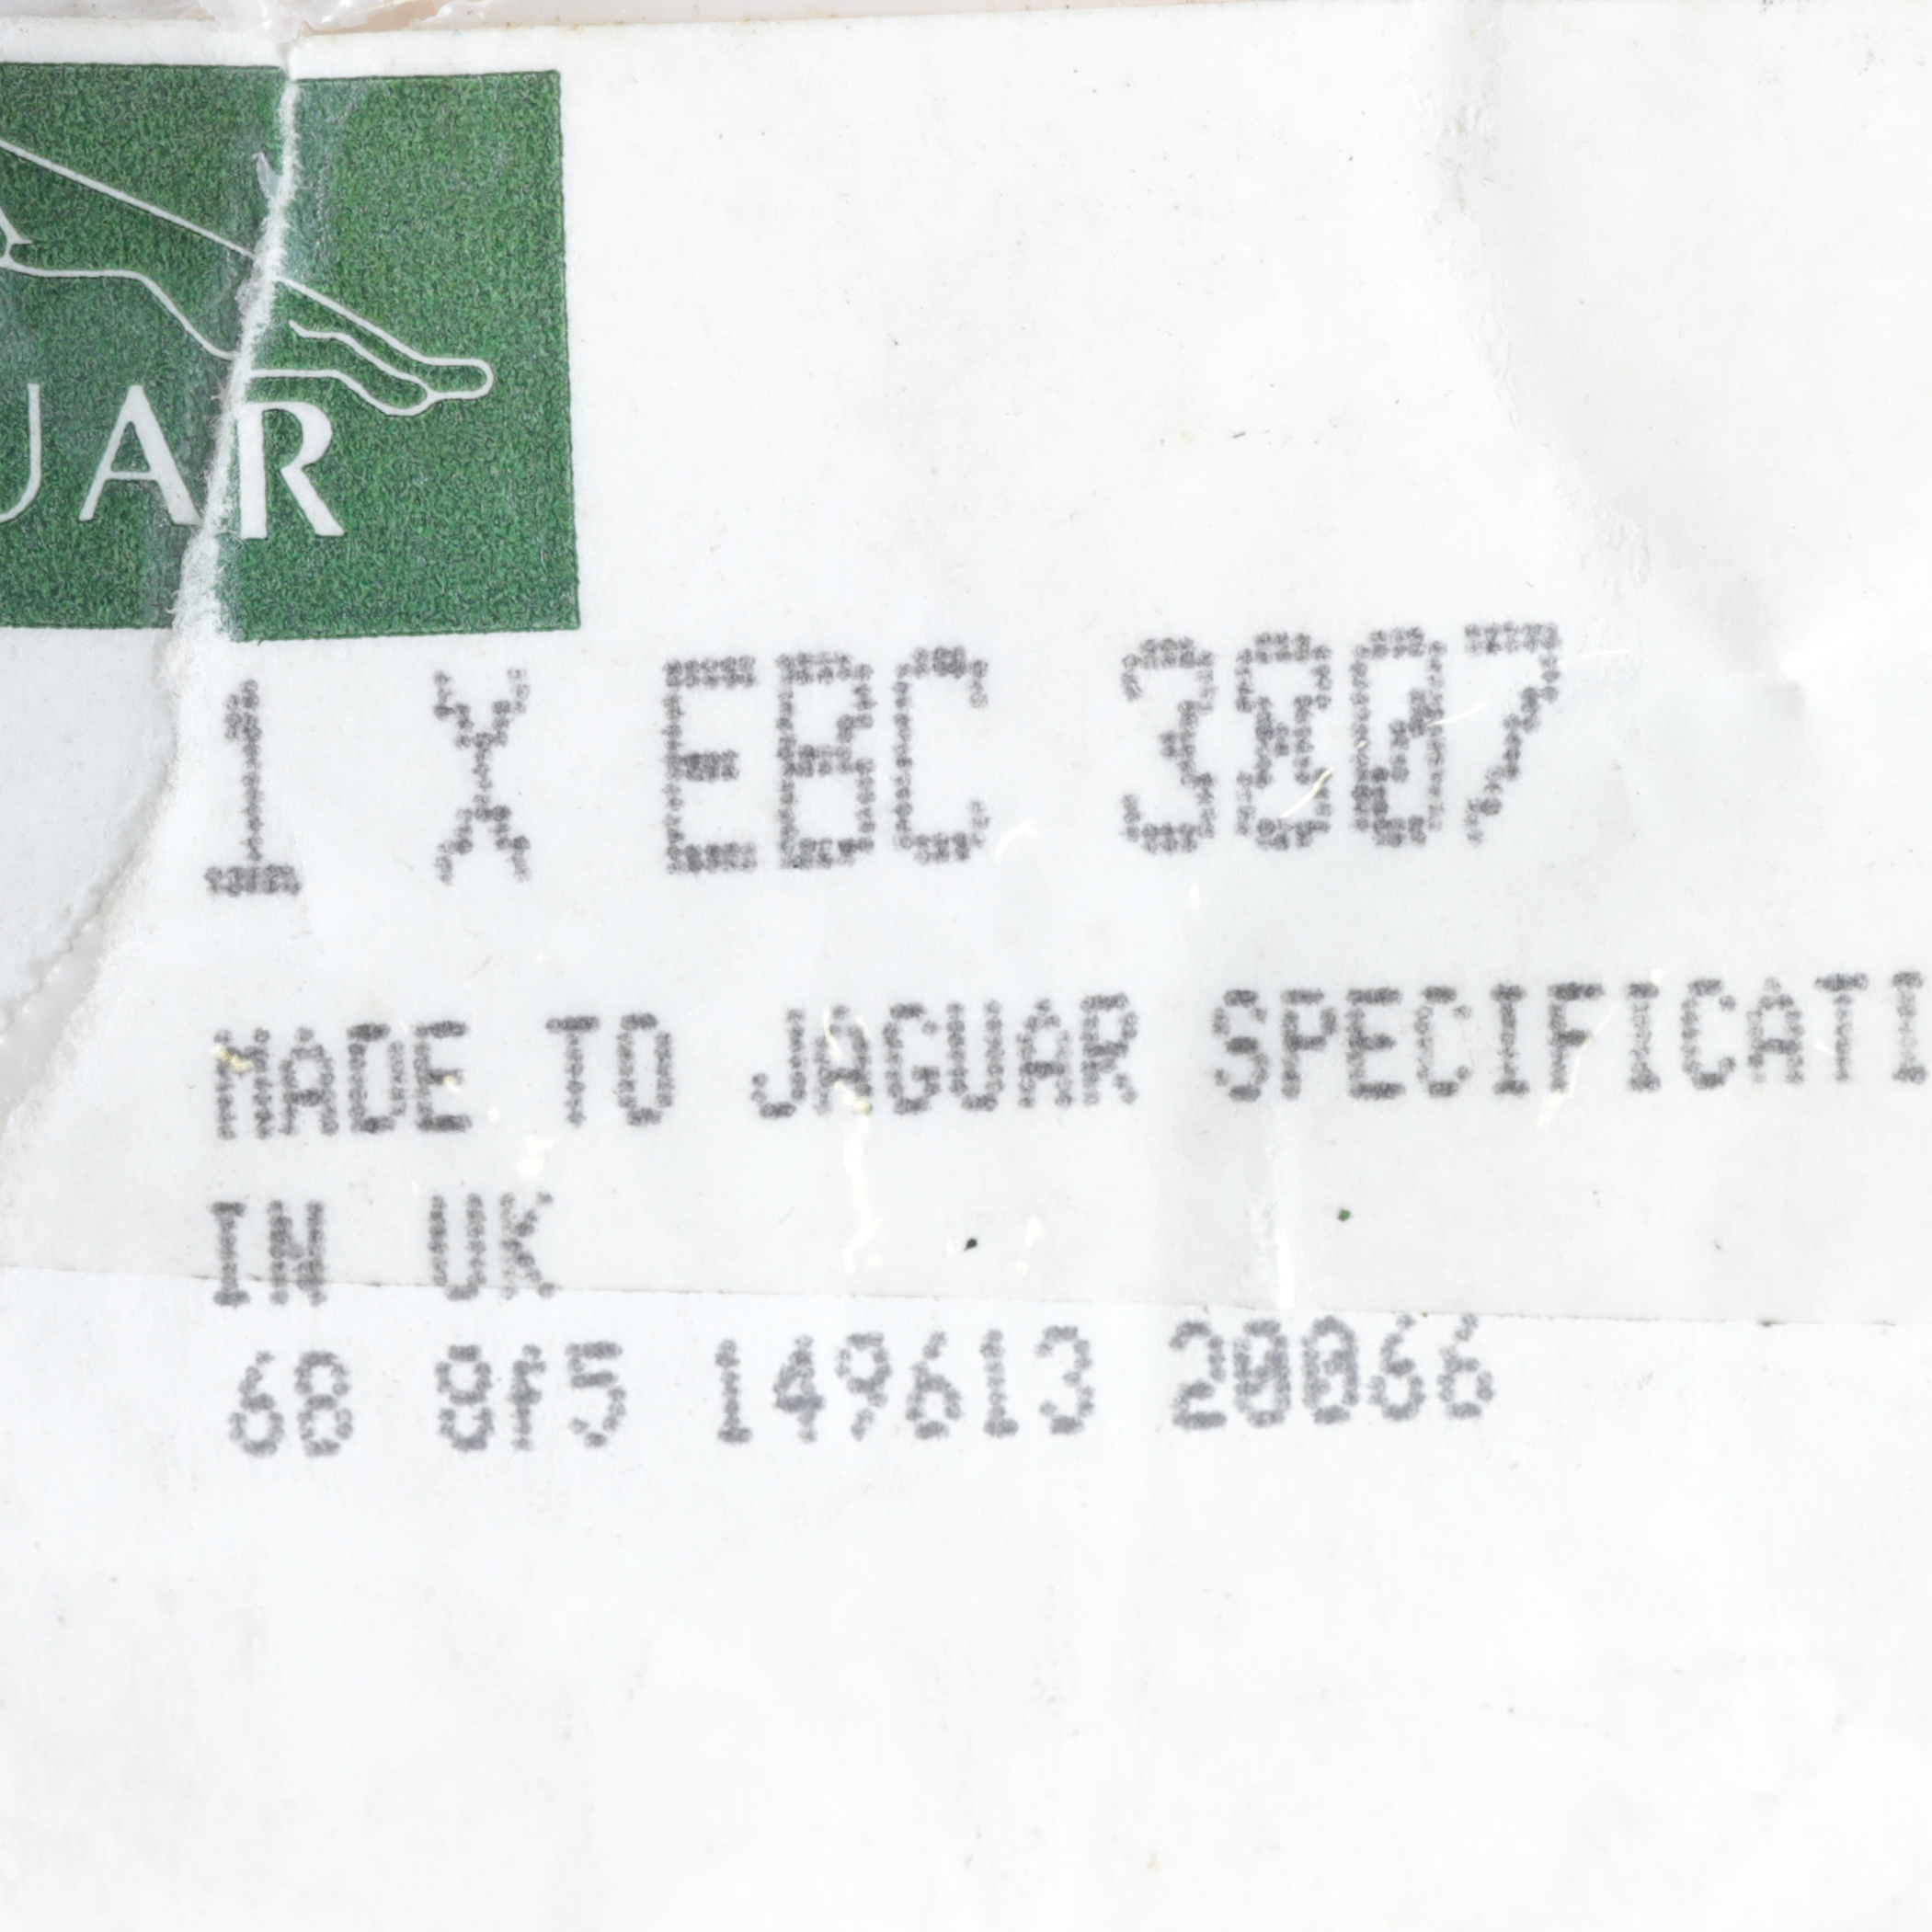 UAR
1 X EBC 3807
MADE TO JAGUAR SPECIFICATI
IN UK
68 8f5 149613 20066